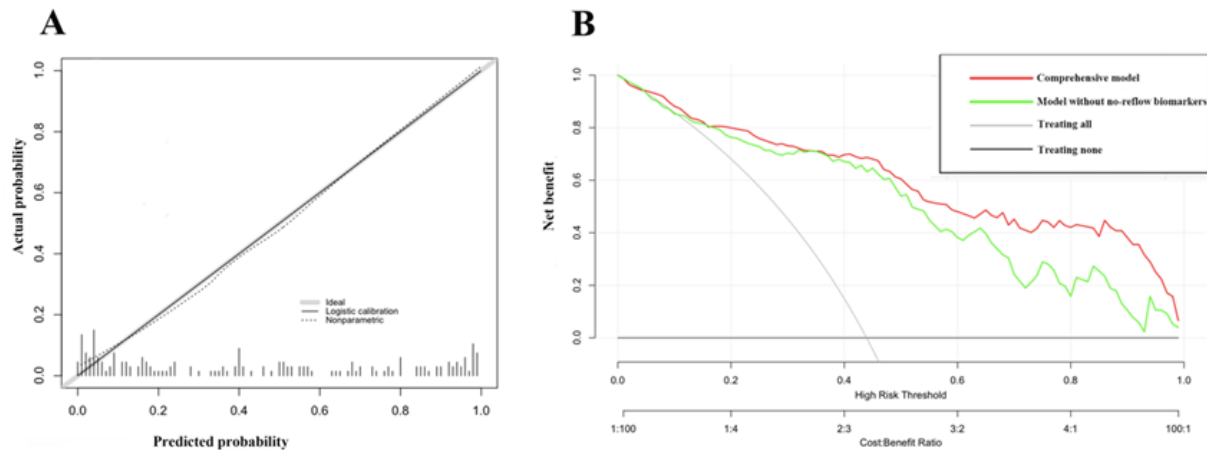 A
Actual probability
1.0
0.8
0.6
0.4
0.2
0.0
Ideal
Logistic calibration
Nonparametric
0.0 0.2 0.4 0.6 0.8 1.0
Predicted probability
B
Net benefit
1.0
0.8
0.6
0.4
0.2
0.0
Comprehensive model
Model without no-reflow biomarkers
Treating all
Treating none
0.0 0.2 0.4 0.6 0.8 1.0
High Risk Threshold
1:100 1:4 2:3 3:2 4:1 100:1
Cost:Benefit Ratio